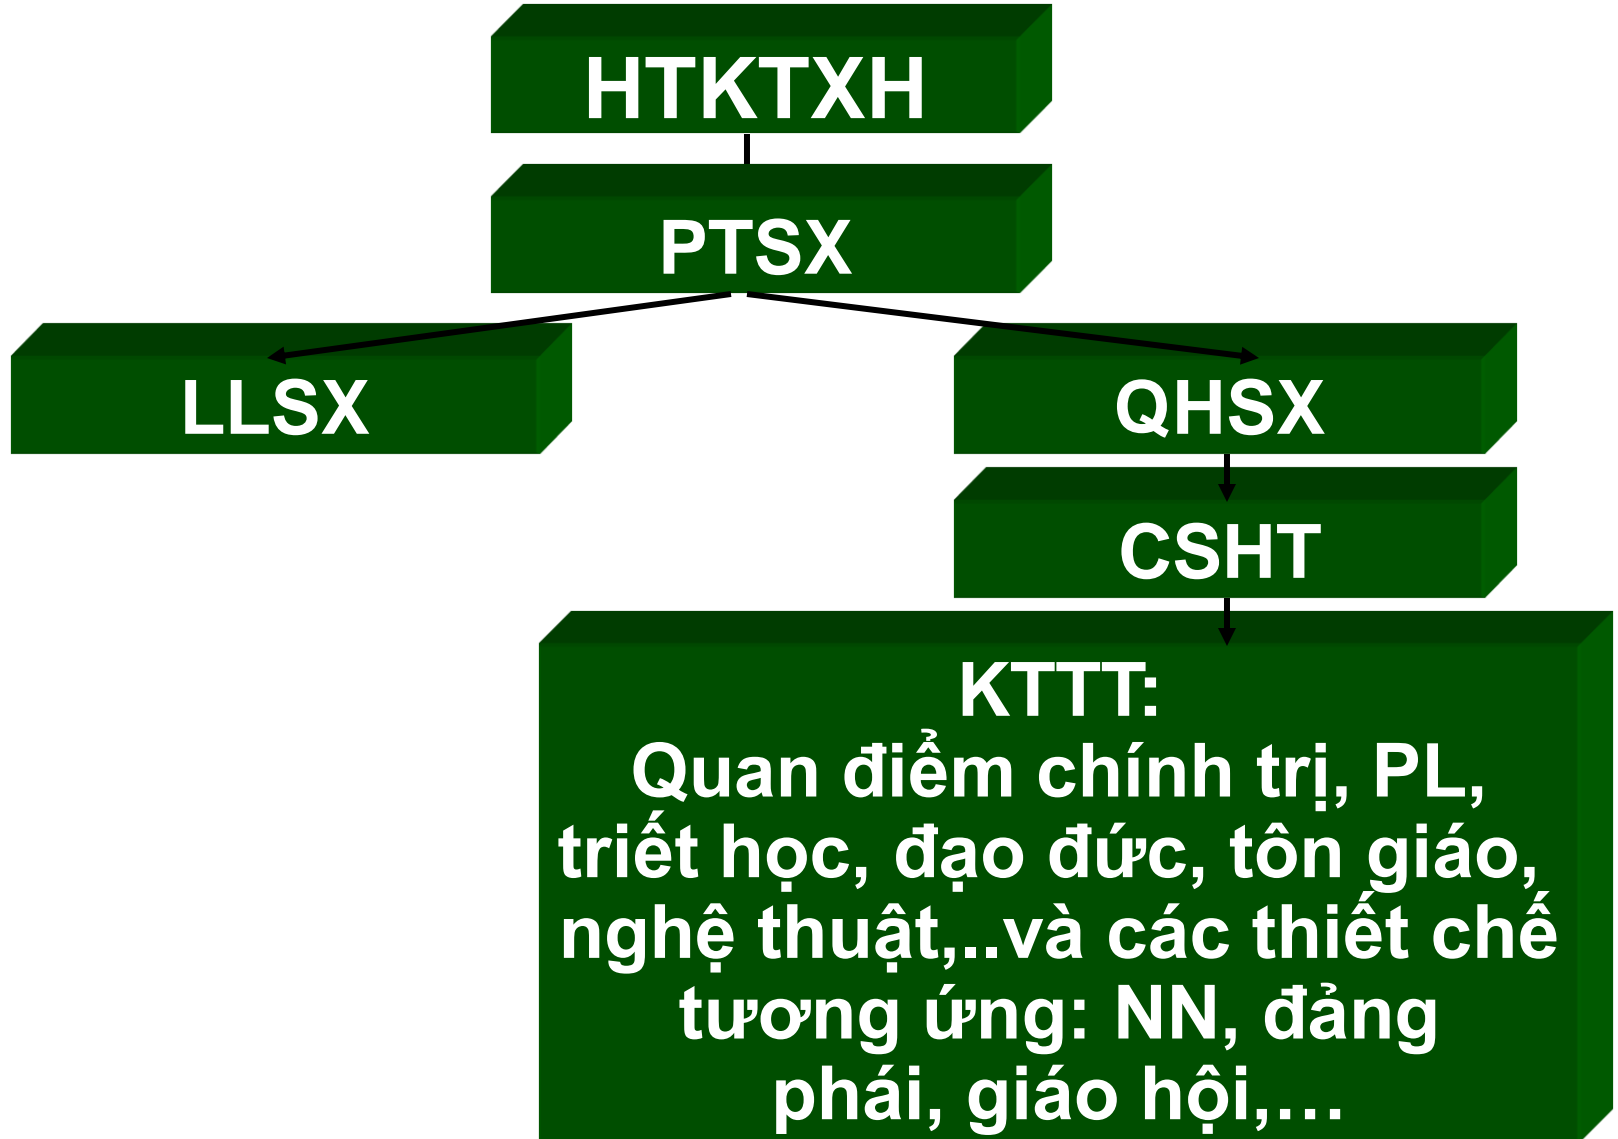 HTKTXH
PTSX
LLSX
QHSX
CSHT
KTTT:
Quan điểm chính trị, PL,
triết học, đạo đức, tôn giáo,
nghệ thuật,..và các thiết chế
tương ứng: NN, đảng
phái, giáo hội,…